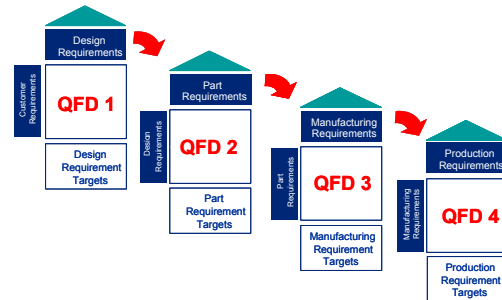 Design
Requirements
Customer
Requirements
QFD 1
Design
Requirement
Targets
Part
Requirements
Design
Requirements
QFD 2
Part
Requirement
Targets
Manufacturing
Requirements
Part
Requirements
QFD 3
Manufacturing
Requirement
Targets
Production
Requirements
Manufacturing
Requirements
QFD 4
Production
Requirement
Targets